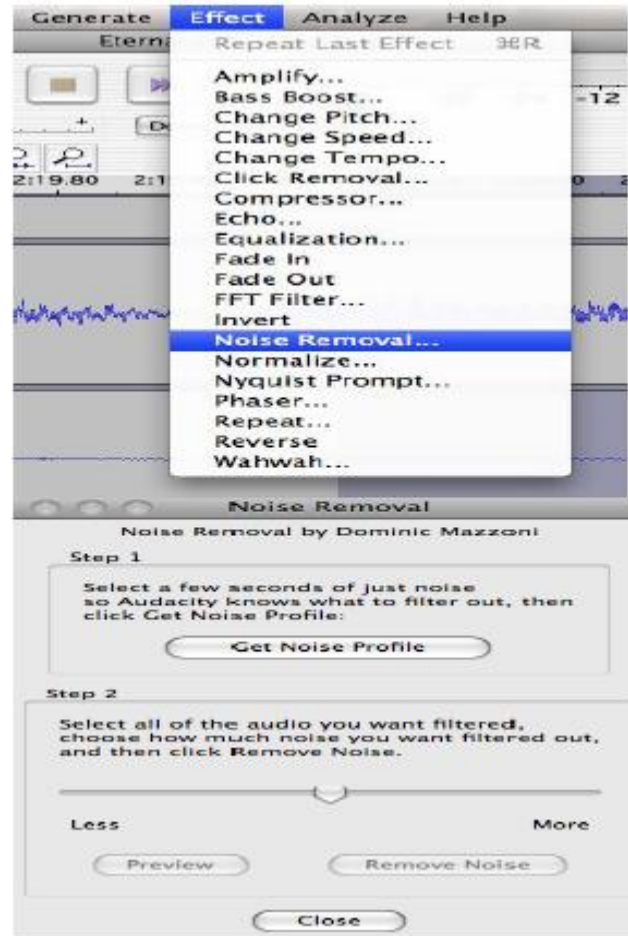 Generate Effect Analyze Help
Eterna
Repeat Last Effect ⌘R
Amplify...
Bass Boost...
-12
Change Pitch...
Change Speed...
Change Tempo...
2:19.80 2:1
Click Removal...
Compressor...
Echo...
Equalization...
Fade In
Fade Out
FFT Filter...
Invert
Noise Removal...
Normalize...
Nyquist Prompt...
Phaser...
Repeat...
Reverse
Wahwah...
Noise Removal
Noise Removal by Dominic Mazzoni
Step 1
Select a few seconds of just noise
so Audacity knows what to filter out, then
click Get Noise Profile:
Get Noise Profile
Step 2
Select all of the audio you want filtered,
choose how much noise you want filtered out,
and then click Remove Noise.
Less More
Preview Remove Noise
Close